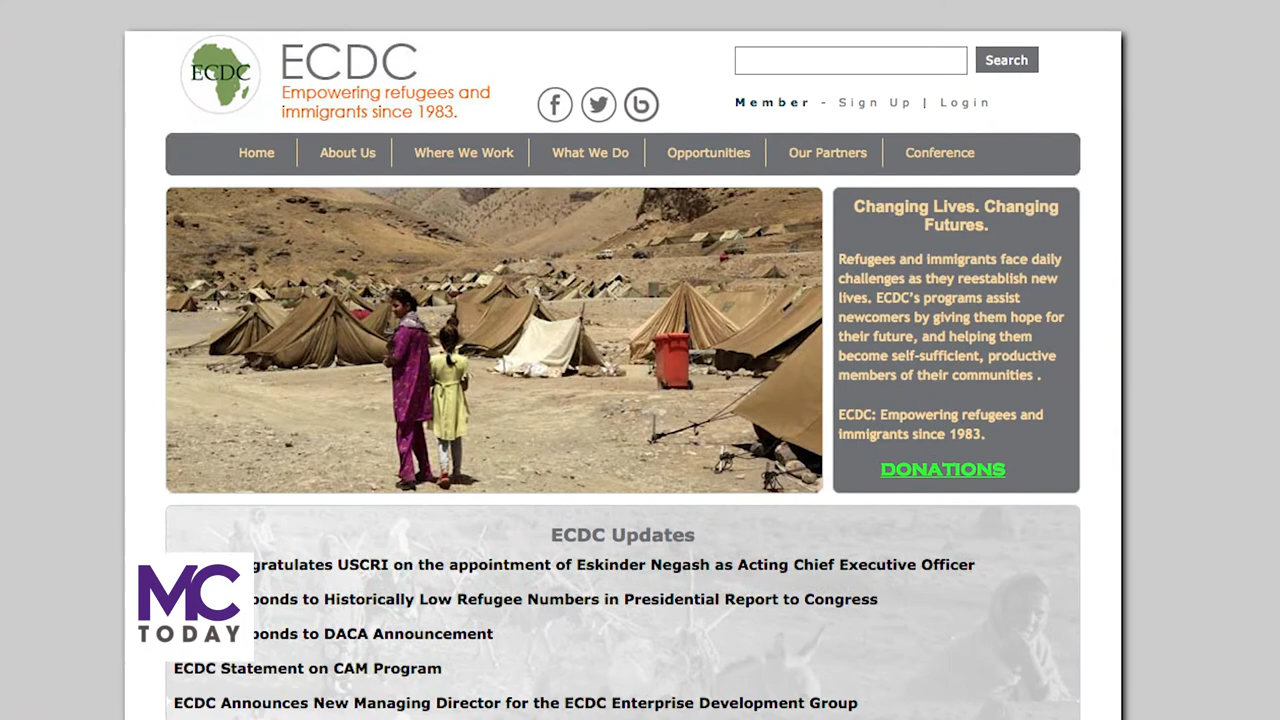 ECDC
ECDC
Empowering refugees and
immigrants since 1983.
Search
Member - Sign Up | Login
Home
About Us
Where We Work
What We Do
Opportunities
Our Partners
Conference
Changing Lives. Changing
Futures.
Refugees and immigrants face daily
challenges as they reestablish new
lives. ECDC's programs assist
newcomers by giving them hope for
their future, and helping them
become self-sufficient, productive
members of their communities .
ECDC: Empowering refugees and
immigrants since 1983.
DONATIONS
ECDC Updates
gratulates USCRI on the appointment of Eskinder Negash as Acting Chief Executive Officer
ponds to Historically Low Refugee Numbers in Presidential Report to Congress
ponds to DACA Announcement
ECDC Statement on CAM Program
ECDC Announces New Managing Director for the ECDC Enterprise Development Group
MC
TODAY